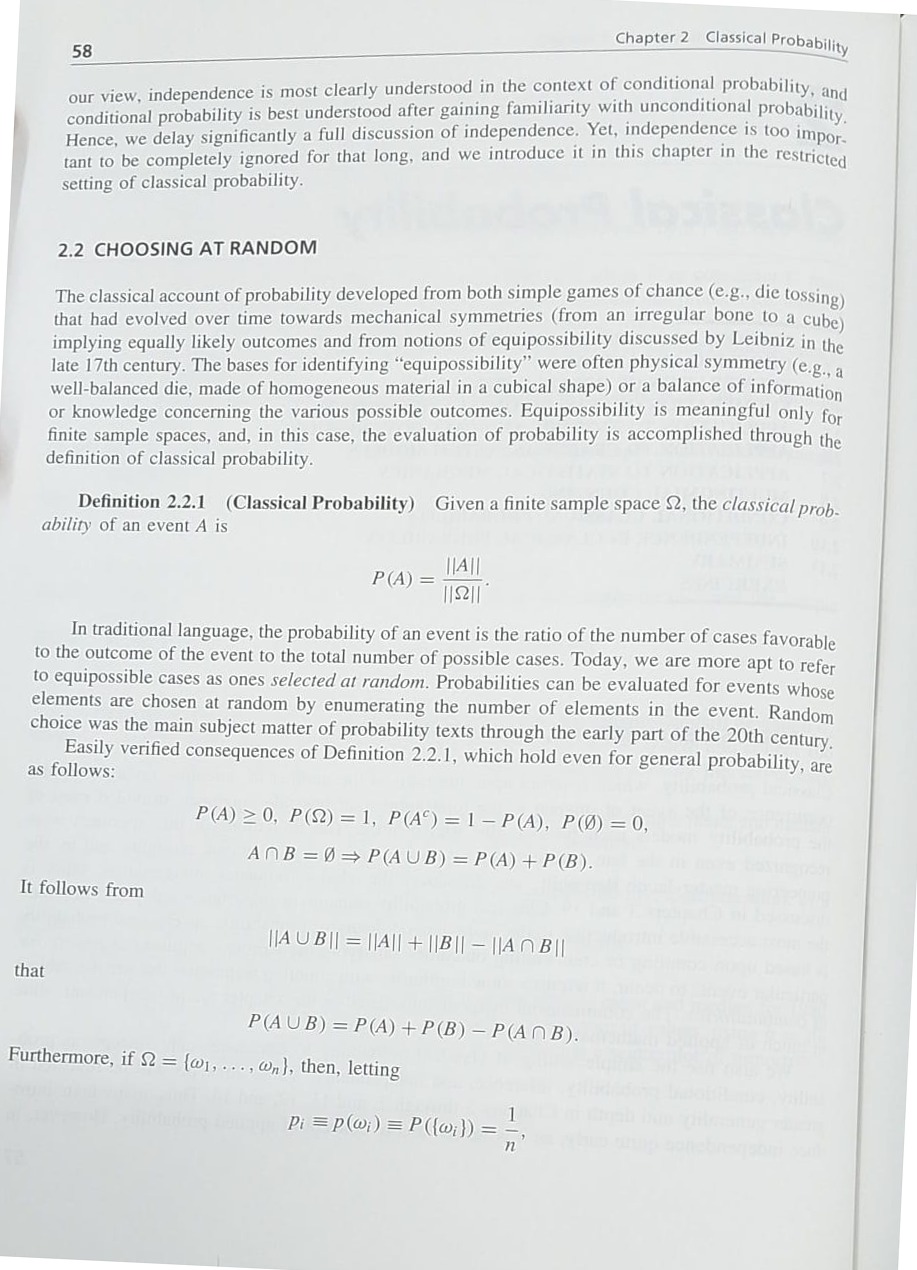 58
Chapter 2 Classical Probability
our view, independence is most clearly understood in the context of conditional probability, and
conditional probability is best understood after gaining familiarity with unconditional probability.
Hence, we delay significantly a full discussion of independence. Yet, independence is too impor-
tant to be completely ignored for that long, and we introduce it in this chapter in the restricted
setting of classical probability.
2.2 CHOOSING AT RANDOM
The classical account of probability developed from both simple games of chance (e.g., die tossing)
that had evolved over time towards mechanical symmetries (from an irregular bone to a cube)
implying equally likely outcomes and from notions of equipossibility discussed by Leibniz in the
late 17th century. The bases for identifying “equipossibility” were often physical symmetry (e.g., a
well-balanced die, made of homogeneous material in a cubical shape) or a balance of information
or knowledge concerning the various possible outcomes. Equipossibility is meaningful only for
finite sample spaces, and, in this case, the evaluation of probability is accomplished through the
definition of classical probability.
Definition 2.2.1 (Classical Probability) Given a finite sample space Ω, the classical prob-
ability of an event A is
P(A) = ||A|| / ||Ω||.
In traditional language, the probability of an event is the ratio of the number of cases favorable
to the outcome of the event to the total number of possible cases. Today, we are more apt to refer
to equipossible cases as ones selected at random. Probabilities can be evaluated for events whose
elements are chosen at random by enumerating the number of elements in the event. Random
choice was the main subject matter of probability texts through the early part of the 20th century.
Easily verified consequences of Definition 2.2.1, which hold even for general probability, are
as follows:
P(A) ≥ 0, P(Ω) = 1, P(Aᶜ) = 1 − P(A), P(Ø) = 0,
A ∩ B = Ø ⇒ P(A ∪ B) = P(A) + P(B).
It follows from
||A ∪ B|| = ||A|| + ||B|| − ||A ∩ B||
that
P(A ∪ B) = P(A) + P(B) − P(A ∩ B).
Furthermore, if Ω = {ω₁, . . . , ωₙ}, then, letting
pᵢ ≡ p(ωᵢ) ≡ P({ωᵢ}) = 1/n,